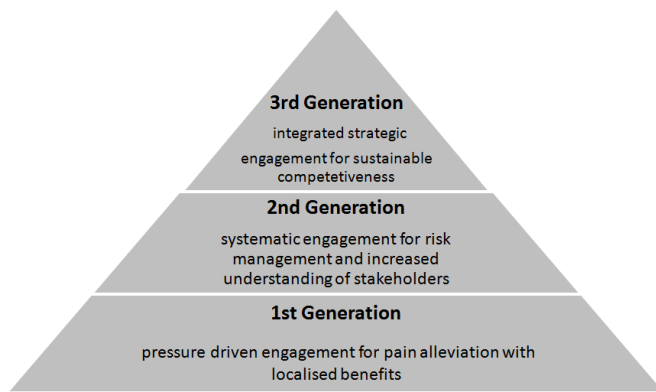 3rd Generation
integrated strategic
engagement for sustainable
competetiveness
2nd Generation
systematic engagement for risk
management and increased
understanding of stakeholders
1st Generation
pressure driven engagement for pain alleviation with
localised benefits